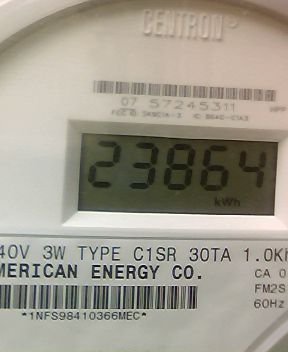 CENTRON
07 57245311
23864
kWh
40V 3W TYPE C1SR 30TA 1.0Kh
MERICAN ENERGY CO.
CA 0
FM2S
60Hz
*1NFS98410366MEC*